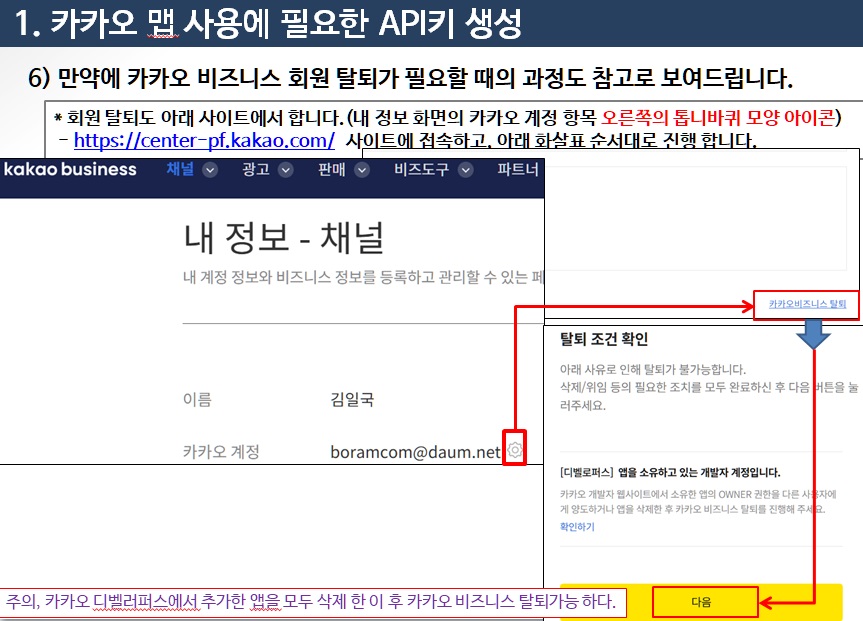 1. 카카오 맵 사용에 필요한 API키 생성
6) 만약에 카카오 비즈니스 회원 탈퇴가 필요할 때의 과정도 참고로 보여드립니다.
* 회원 탈퇴도 아래 사이트에서 합니다.(내 정보 화면의 카카오 계정 항목 오른쪽의 톱니바퀴 모양 아이콘)
- https://center-pf.kakao.com/ 사이트에 접속하고, 아래 화살표 순서대로 진행 합니다.
kakao business 채널 광고 판매 비즈도구 파트너
내 정보 - 채널
내 계정 정보와 비즈니스 정보를 등록하고 관리할 수 있는 페
카카오비즈니스 탈퇴
탈퇴 조건 확인
아래 사유로 인해 탈퇴가 불가능합니다.
삭제/위임 등의 필요한 조치를 모두 완료하신 후 다음 버튼을 눌
러주세요.
이름 김일국
카카오 계정 boramcom@daum.net
[디벨로퍼스] 앱을 소유하고 있는 개발자 계정입니다.
카카오 개발자 웹사이트에서 소유한 앱의 OWNER 권한을 다른 사용자에
게 양도하거나 앱을 삭제한 후 카카오 비즈니스 탈퇴를 진행해 주세요.
확인하기
주의, 카카오 디벨러퍼스에서 추가한 앱을 모두 삭제 한 이 후 카카오 비즈니스 탈퇴가능 하다.
다음